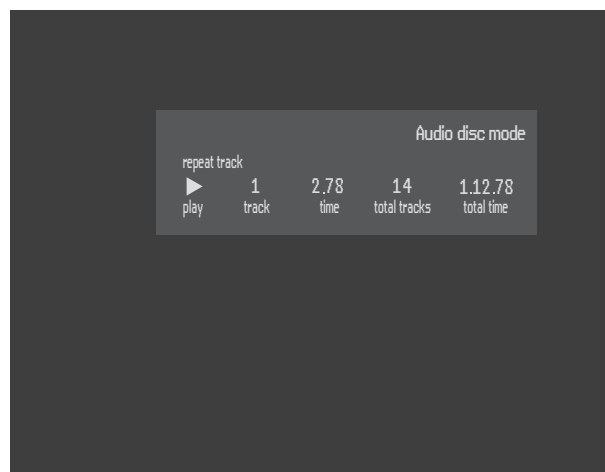 Audio disc mode
repeat track
▶ 1 2.78 14 1.12.78
play track time total tracks total time